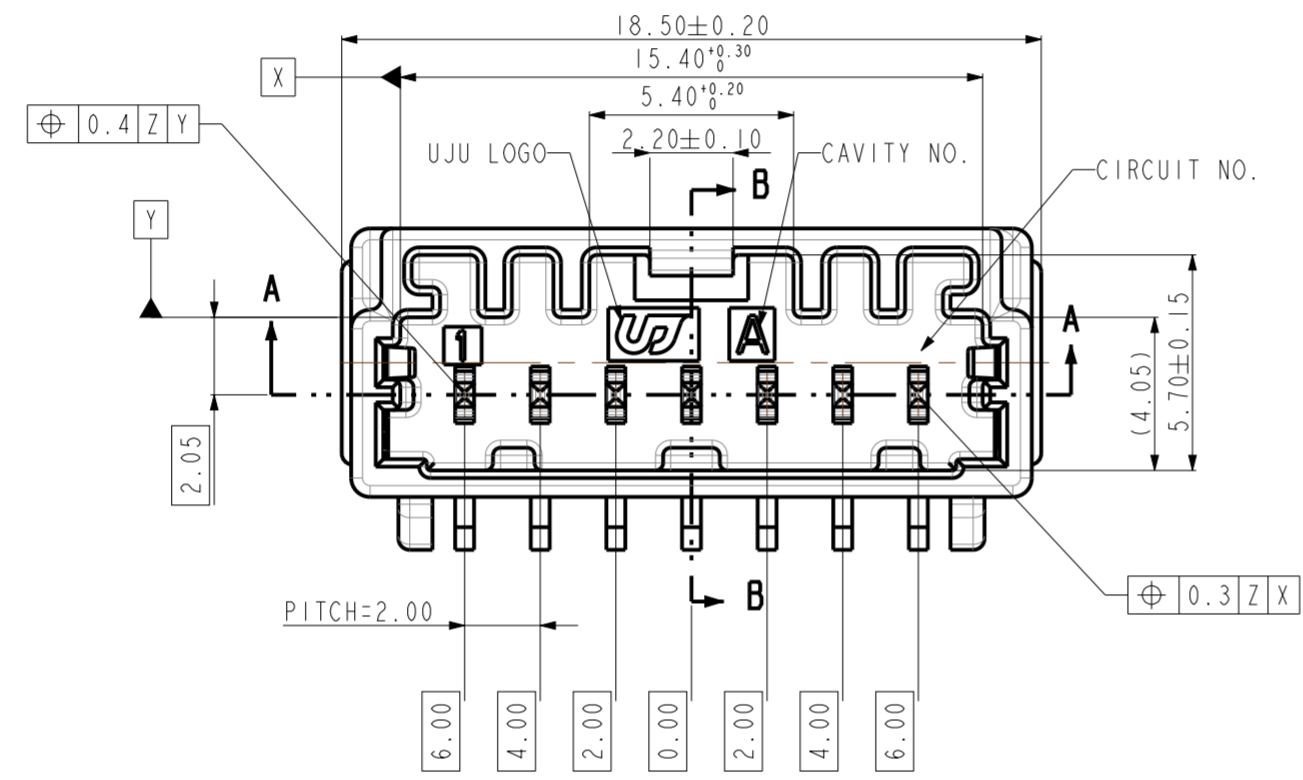 18.50±0.20
15.40 +0.30 0
X
5.40 +0.20 0
⌖ 0.4 Z Y
2.20±0.10
UJU LOGO
CAVITY NO.
CIRCUIT NO.
B
Y
A
A
1
UJ
A
(4.05)
5.70±0.15
2.05
B
⌖ 0.3 Z X
PITCH=2.00
6.00
4.00
2.00
0.00
2.00
4.00
6.00